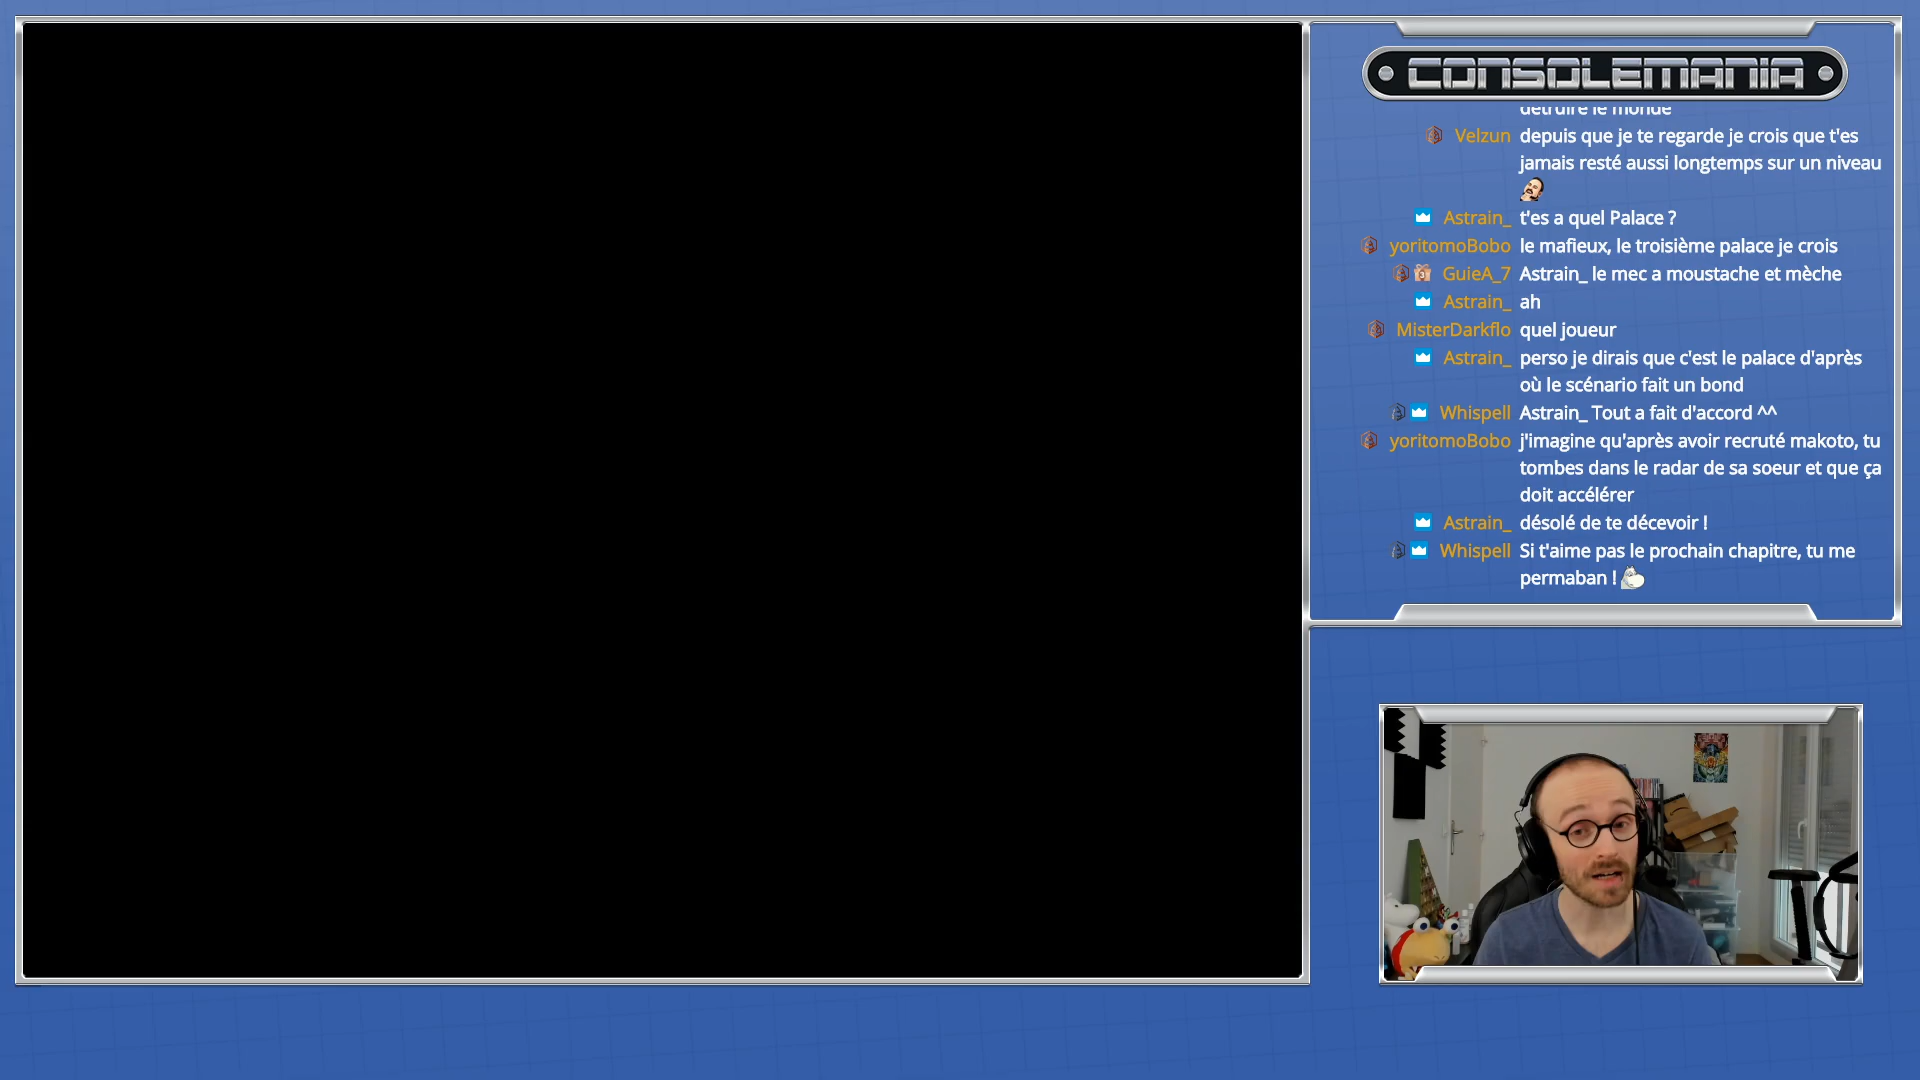 CONSOLEMANIA
détruire le monde
Velzun depuis que je te regarde je crois que t'es
jamais resté aussi longtemps sur un niveau
Astrain_ t'es a quel Palace ?
yoritomoBobo le mafieux, le troisième palace je crois
GuieA_7 Astrain_ le mec a moustache et mèche
Astrain_ ah
MisterDarkflo quel joueur
Astrain_ perso je dirais que c'est le palace d'après
où le scénario fait un bond
Whispell Astrain_ Tout a fait d'accord ^^
yoritomoBobo j'imagine qu'après avoir recruté makoto, tu
tombes dans le radar de sa soeur et que ça
doit accélérer
Astrain_ désolé de te décevoir !
Whispell Si t'aime pas le prochain chapitre, tu me
permaban !